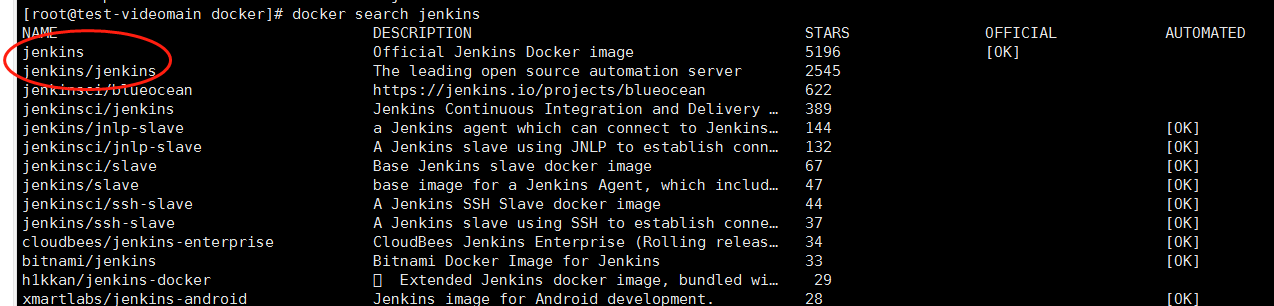 [root@test-videomain docker]# docker search jenkins
NAME DESCRIPTION STARS OFFICIAL AUTOMATED
jenkins Official Jenkins Docker image 5196 [OK]
jenkins/jenkins The leading open source automation server 2545
jenkinsci/blueocean https://jenkins.io/projects/blueocean 622
jenkinsci/jenkins Jenkins Continuous Integration and Delivery … 389
jenkins/jnlp-slave a Jenkins agent which can connect to Jenkins… 144 [OK]
jenkinsci/jnlp-slave A Jenkins slave using JNLP to establish conn… 132 [OK]
jenkinsci/slave Base Jenkins slave docker image 67 [OK]
jenkins/slave base image for a Jenkins Agent, which includ… 47 [OK]
jenkinsci/ssh-slave A Jenkins SSH Slave docker image 44 [OK]
jenkins/ssh-slave A Jenkins slave using SSH to establish conne… 37 [OK]
cloudbees/jenkins-enterprise CloudBees Jenkins Enterprise (Rolling releas… 34 [OK]
bitnami/jenkins Bitnami Docker Image for Jenkins 33 [OK]
h1kkan/jenkins-docker Extended Jenkins docker image, bundled wi… 29
xmartlabs/jenkins-android Jenkins image for Android development. 28 [OK]